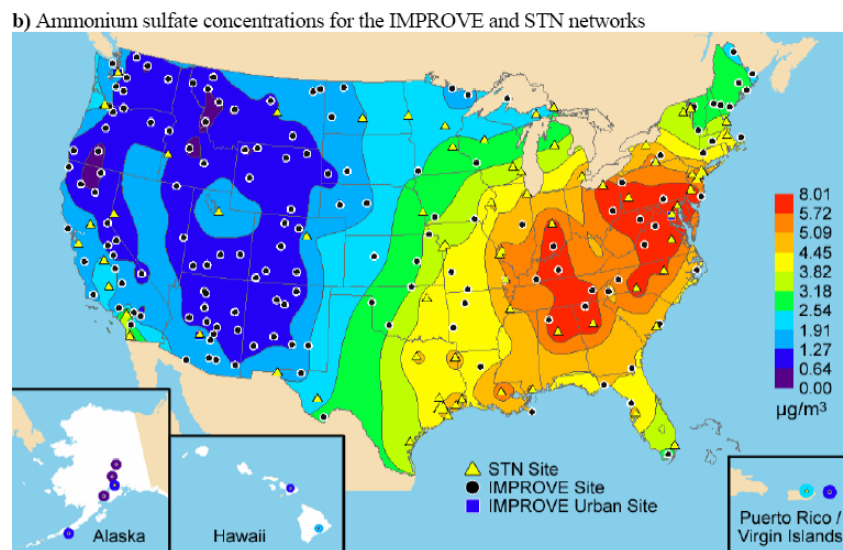 b) Ammonium sulfate concentrations for the IMPROVE and STN networks
8.01
5.72
5.09
4.45
3.82
3.18
2.54
1.91
1.27
0.64
0.00
µg/m³
STN Site
IMPROVE Site
IMPROVE Urban Site
Alaska
Hawaii
Puerto Rico /
Virgin Islands